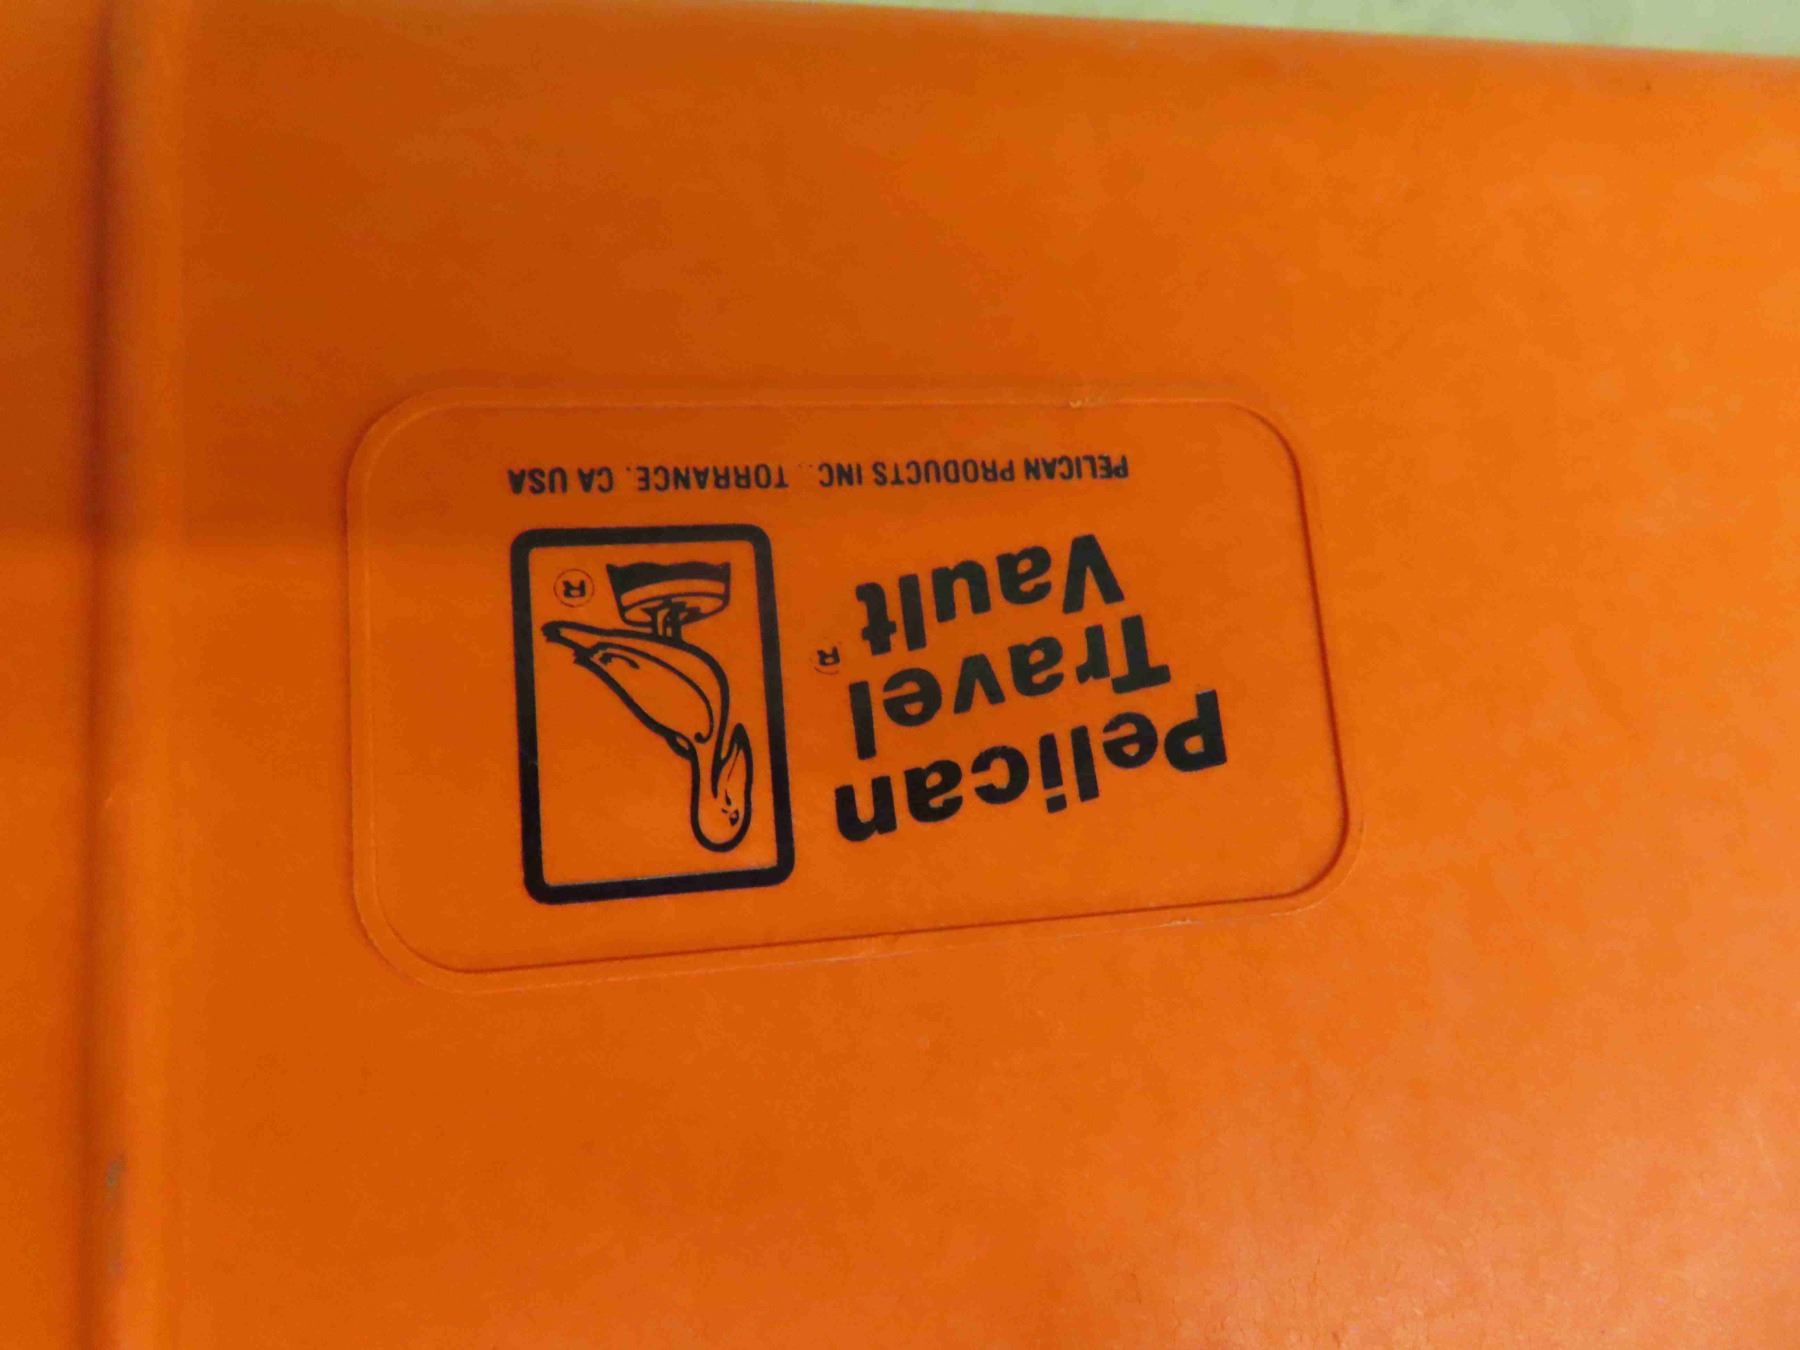 Pelican
Travel
Vault ®
®
PELICAN PRODUCTS INC. TORRANCE, CA USA